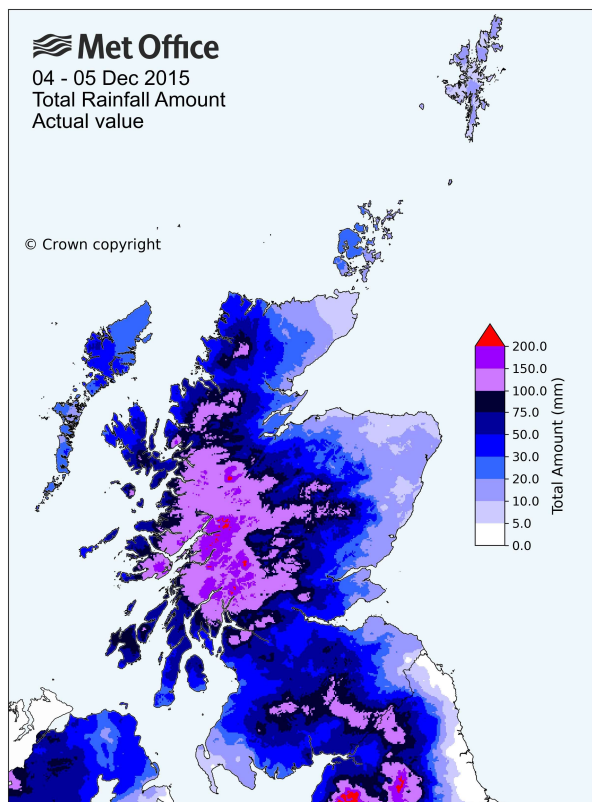 Met Office
04 - 05 Dec 2015
Total Rainfall Amount
Actual value
© Crown copyright
200.0
150.0
100.0
75.0
50.0
30.0
20.0
10.0
5.0
0.0
Total Amount (mm)